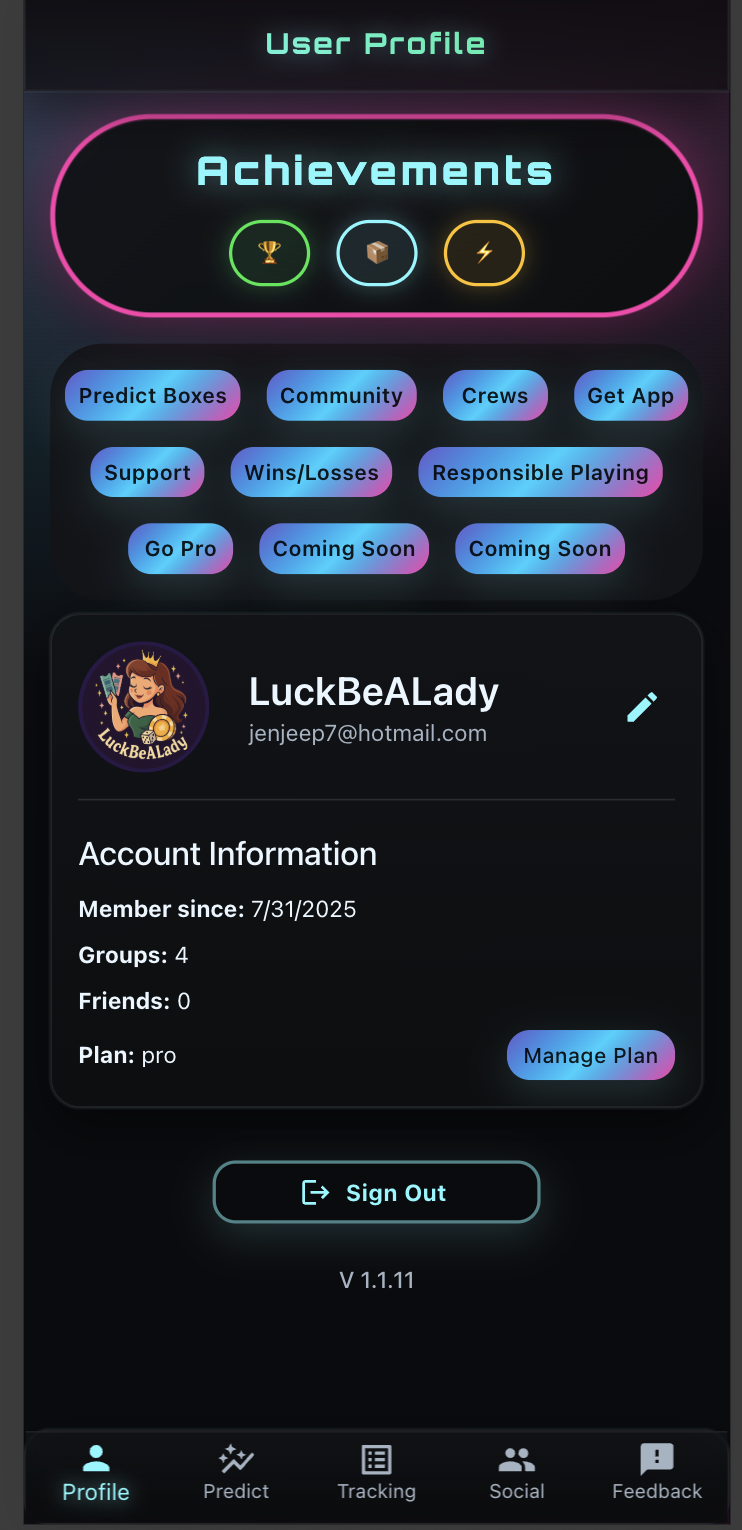 User Profile
Achievements
Predict Boxes Community Crews Get App
Support Wins/Losses Responsible Playing
Go Pro Coming Soon Coming Soon
LuckBeALady
LuckBeALady
jenjeep7@hotmail.com
Account Information
Member since: 7/31/2025
Groups: 4
Friends: 0
Plan: pro Manage Plan
Sign Out
V 1.1.11
Profile Predict Tracking Social Feedback